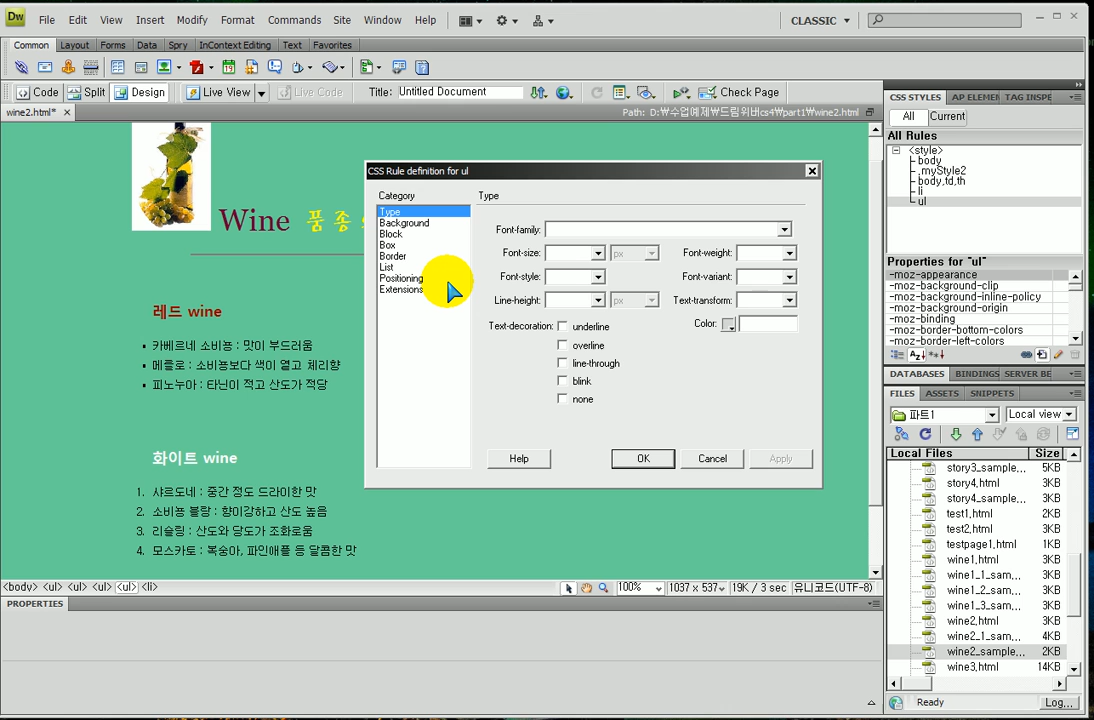 Dw File Edit View Insert Modify Format Commands Site Window Help CLASSIC
Common Layout Forms Data Spry InContext Editing Text Favorites
Code Split Design Live View Live Code Title: Untitled Document Check Page
wine2.html* Path: D:₩수업예제₩드림위버cs4₩part1₩wine2.html
Wine 품 종
레드 wine
카베르네 소비뇽 : 맛이 부드러움
메를로 : 소비뇽보다 색이 옅고 체리향
피노누아 : 타닌이 적고 산도가 적당
화이트 wine
1. 샤르도네 : 중간 정도 드라이한 맛
2. 소비뇽 블랑 : 향이강하고 산도 높음
3. 리슬링 : 산도와 당도가 조화로움
4. 모스카토 : 복숭아, 파인애플 등 달콤한 맛
CSS Rule definition for ul
Category
Type
Background
Block
Box
Border
List
Positioning
Extensions
Type
Font-family:
Font-size: px Font-weight:
Font-style: Font-variant:
Line-height: px Text-transform:
Text-decoration: underline Color:
overline
line-through
blink
none
Help OK Cancel Apply
<body> <ul> <ul> <ul> <ul> <li> 100% 1037 x 537 19K / 3 sec 유니코드(UTF-8)
PROPERTIES
CSS STYLES AP ELEMEN TAG INSPE
All Current
All Rules
<style>
body
.myStyle2
body,td,th
li
ul
Properties for "ul"
-moz-appearance
-moz-background-clip
-moz-background-inline-policy
-moz-background-origin
-moz-binding
-moz-border-bottom-colors
-moz-border-left-colors
DATABASES BINDINGS SERVER BE
FILES ASSETS SNIPPETS
파트1 Local view
Local Files Size
story3_sample... 5KB
story4.html 3KB
story4_sample... 3KB
test1.html 2KB
test2.html 3KB
testpage1.html 1KB
wine1.html 3KB
wine1_1_sam... 3KB
wine1_2_sam... 3KB
wine1_3_sam... 3KB
wine2.html 3KB
wine2_1_sam... 4KB
wine2_sample... 2KB
wine3.html 14KB
Ready Log...